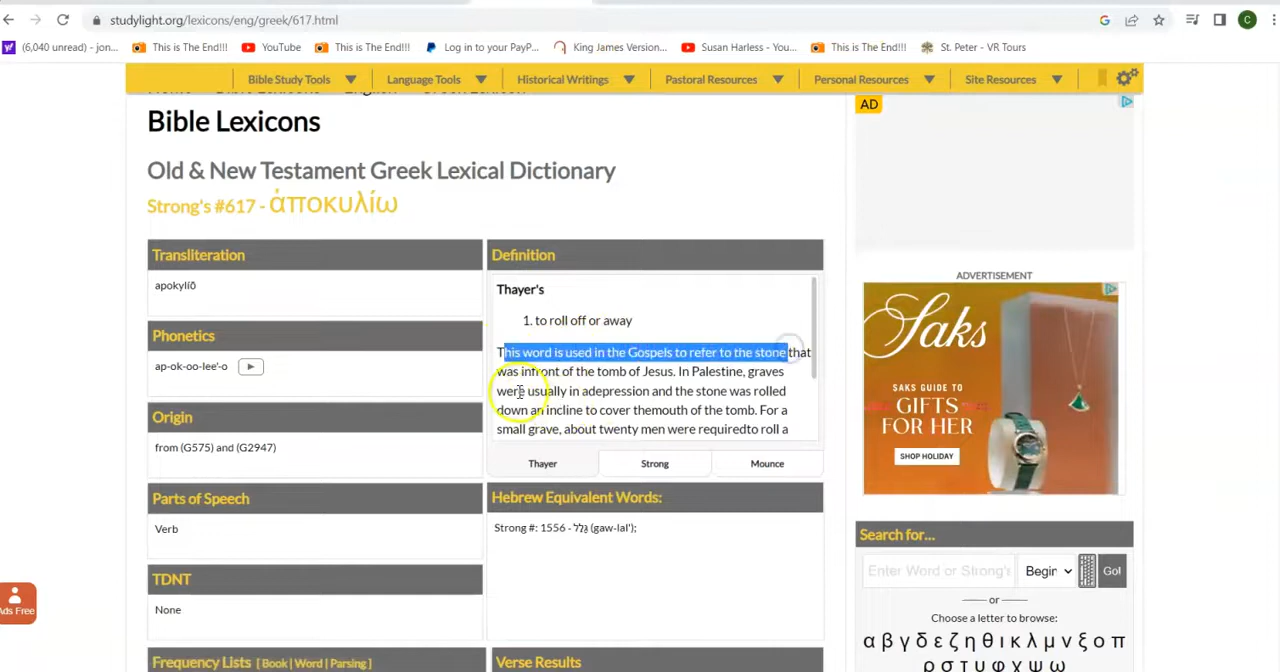 studylight.org/lexicons/eng/greek/617.html
(6,040 unread) - jon... This is The End!!! YouTube This is The End!!! Log in to your PayP... King James Version... Susan Harless - You... This is The End!!! St. Peter - VR Tours
Bible Study Tools Language Tools Historical Writings Pastoral Resources Personal Resources Site Resources
Bible Lexicons
Old & New Testament Greek Lexical Dictionary
Strong's #617 - ἀποκυλίω
Transliteration
apokylíō
Phonetics
ap-ok-oo-lee'-o
Origin
from (G575) and (G2947)
Parts of Speech
Verb
TDNT
None
Frequency Lists [ Book | Word | Parsing ]
Definition
Thayer's
1. to roll off or away
This word is used in the Gospels to refer to the stone that
was infront of the tomb of Jesus. In Palestine, graves
were usually in adepression and the stone was rolled
down an incline to cover themouth of the tomb. For a
small grave, about twenty men were requiredto roll a
Thayer Strong Mounce
Hebrew Equivalent Words:
Strong #: 1556 - גָּלַל (gaw-lal');
Verse Results
AD
ADVERTISEMENT
Saks
SAKS GUIDE TO
GIFTS
FOR HER
SHOP HOLIDAY
Search for...
Enter Word or Strong's Begin Go!
or
Choose a letter to browse:
α β γ δ ε ζ η θ ι κ λ μ ν ξ ο π
ρ σ τ υ φ χ ψ ω
Ads Free
C